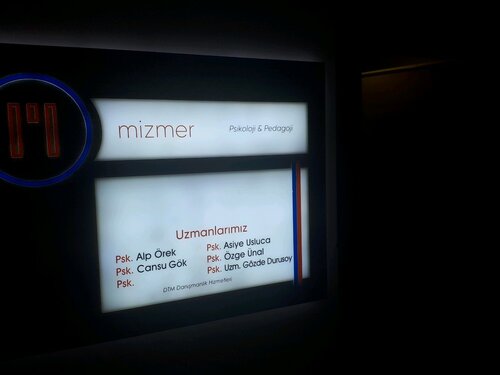 mizmer
Psikoloji & Pedagoji
Uzmanlarımız
Psk. Alp Örek
Psk. Cansu Gök
Psk.
Psk. Asiye Usluca
Psk. Özge Ünal
Psk. Uzm. Gözde Durusoy
DTM Danışmanlık Hizmetleri